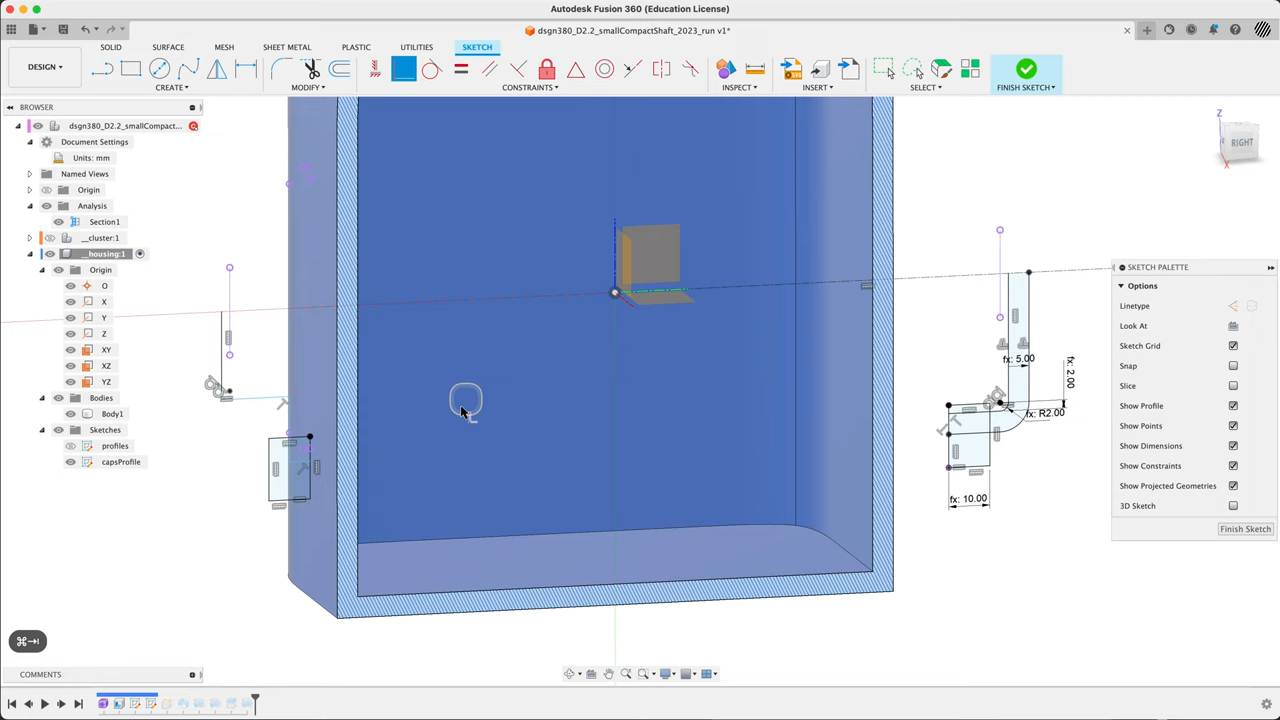 Autodesk Fusion 360 (Education License)
dsgn380_D2.2_smallCompactShaft_2023_run v1*
SOLID
SURFACE
MESH
SHEET METAL
PLASTIC
UTILITIES
SKETCH
DESIGN
CREATE
MODIFY
CONSTRAINTS
INSPECT
INSERT
SELECT
FINISH SKETCH
BROWSER
dsgn380_D2.2_smallCompact...
Document Settings
Units: mm
Named Views
Origin
Analysis
Section1
__cluster:1
__housing:1
Origin
O
X
Y
Z
XY
XZ
YZ
Bodies
Body1
Sketches
profiles
capsProfile
Z
RIGHT
X
fx: 5.00
fx: 2.00
fx: R2.00
fx: 10.00
SKETCH PALETTE
Options
Linetype
Look At
Sketch Grid
Snap
Slice
Show Profile
Show Points
Show Dimensions
Show Constraints
Show Projected Geometries
3D Sketch
Finish Sketch
⌘⇥
COMMENTS